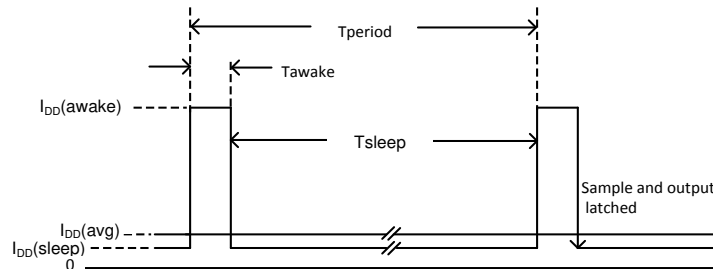 Tperiod
Tawake
IDD(awake)
Tsleep
Sample and output
latched
IDD(avg)
IDD(sleep)
0